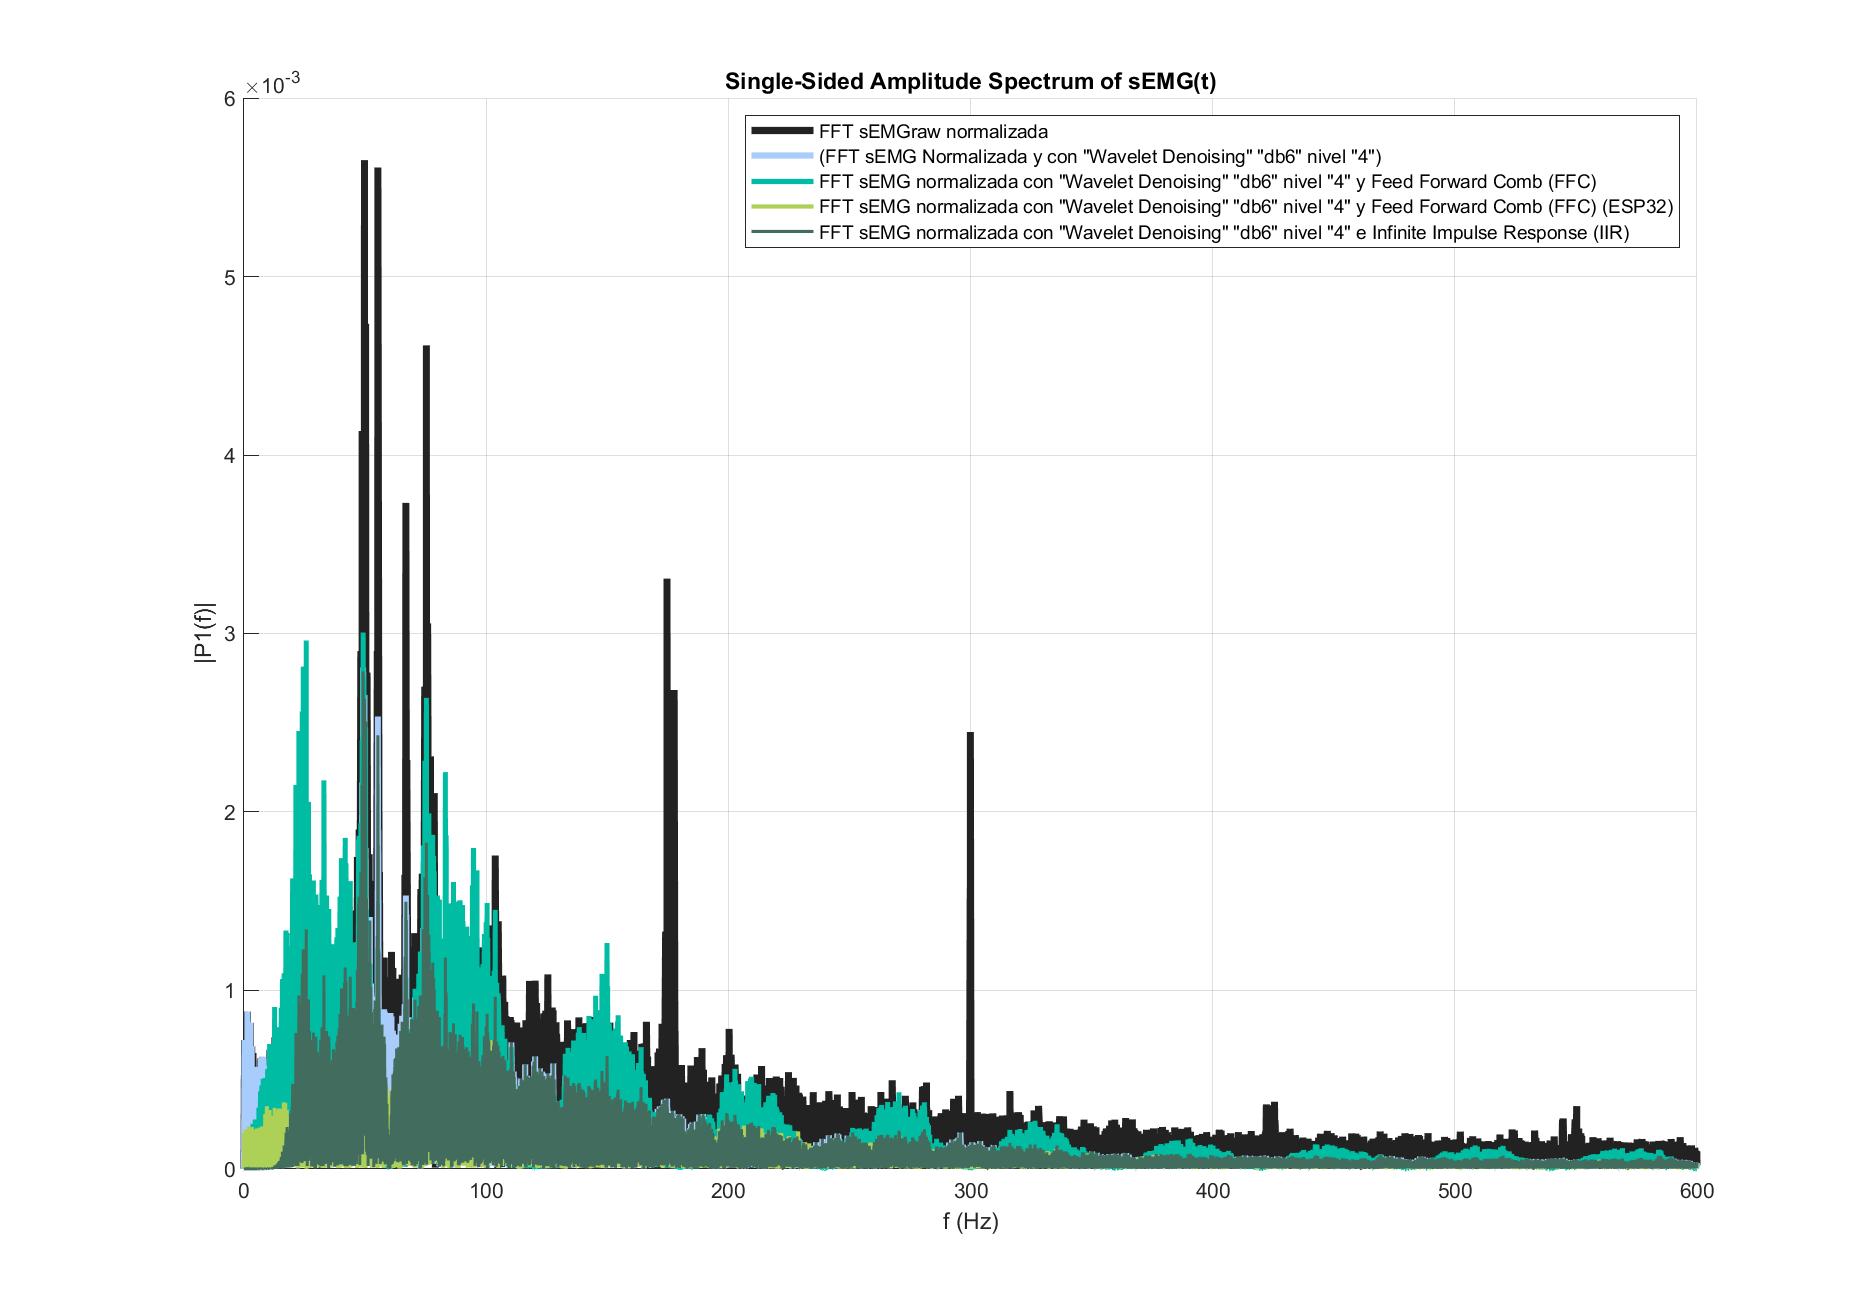 Single-Sided Amplitude Spectrum of sEMG(t)
×10-3
FFT sEMGraw normalizada
(FFT sEMG Normalizada y con "Wavelet Denoising" "db6" nivel "4")
FFT sEMG normalizada con "Wavelet Denoising" "db6" nivel "4" y Feed Forward Comb (FFC)
FFT sEMG normalizada con "Wavelet Denoising" "db6" nivel "4" y Feed Forward Comb (FFC) (ESP32)
FFT sEMG normalizada con "Wavelet Denoising" "db6" nivel "4" e Infinite Impulse Response (IIR)
6
5
4
3
2
1
0
|P1(f)|
0 100 200 300 400 500 600
f (Hz)